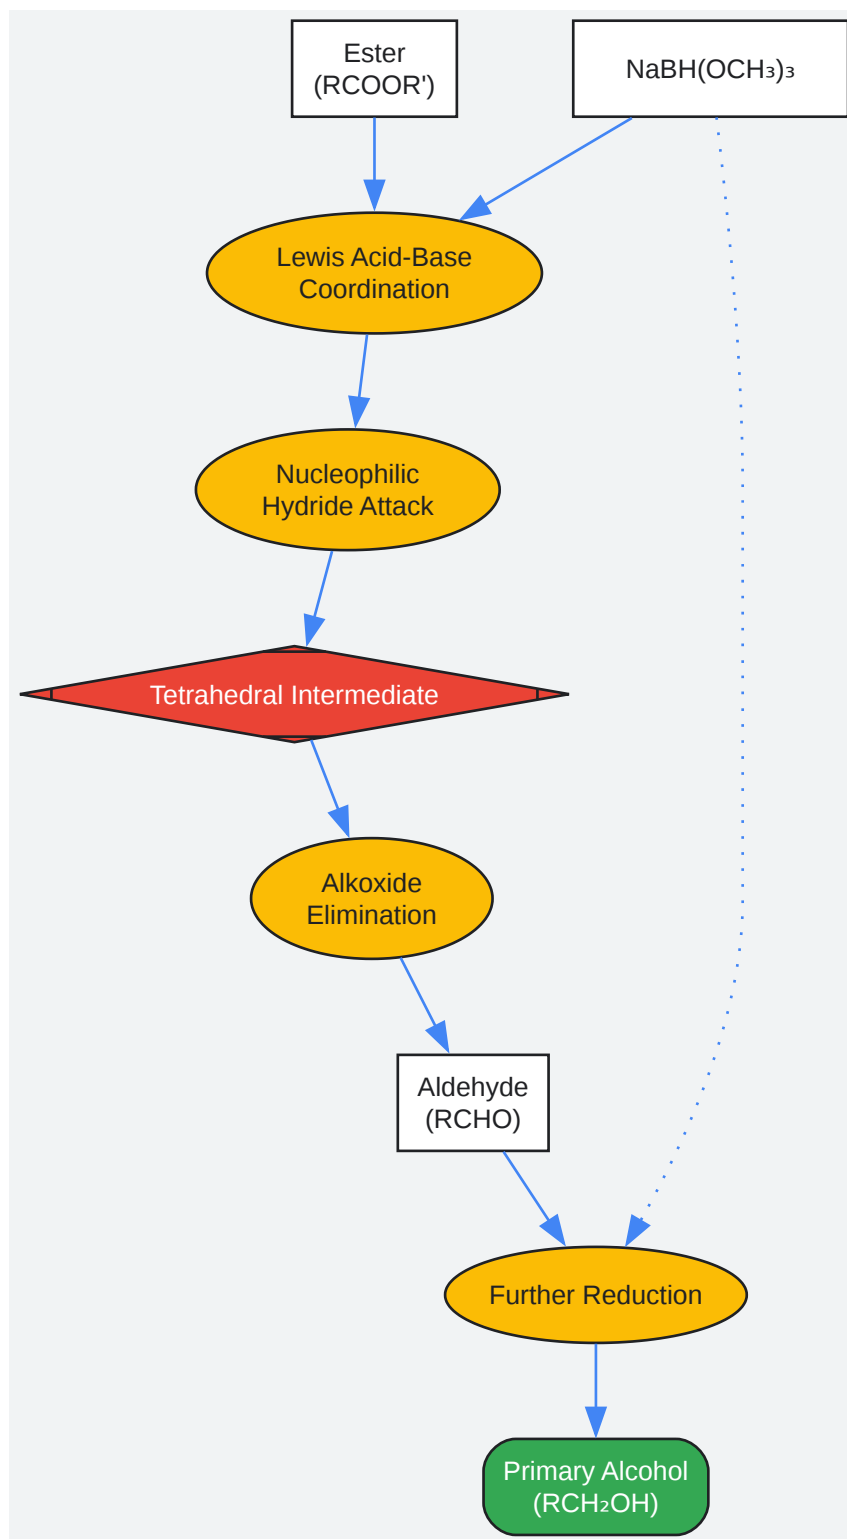 Ester
(RCOOR')
NaBH(OCH₃)₃
Lewis Acid-Base
Coordination
Nucleophilic
Hydride Attack
Tetrahedral Intermediate
Alkoxide
Elimination
Aldehyde
(RCHO)
Further Reduction
Primary Alcohol
(RCH₂OH)